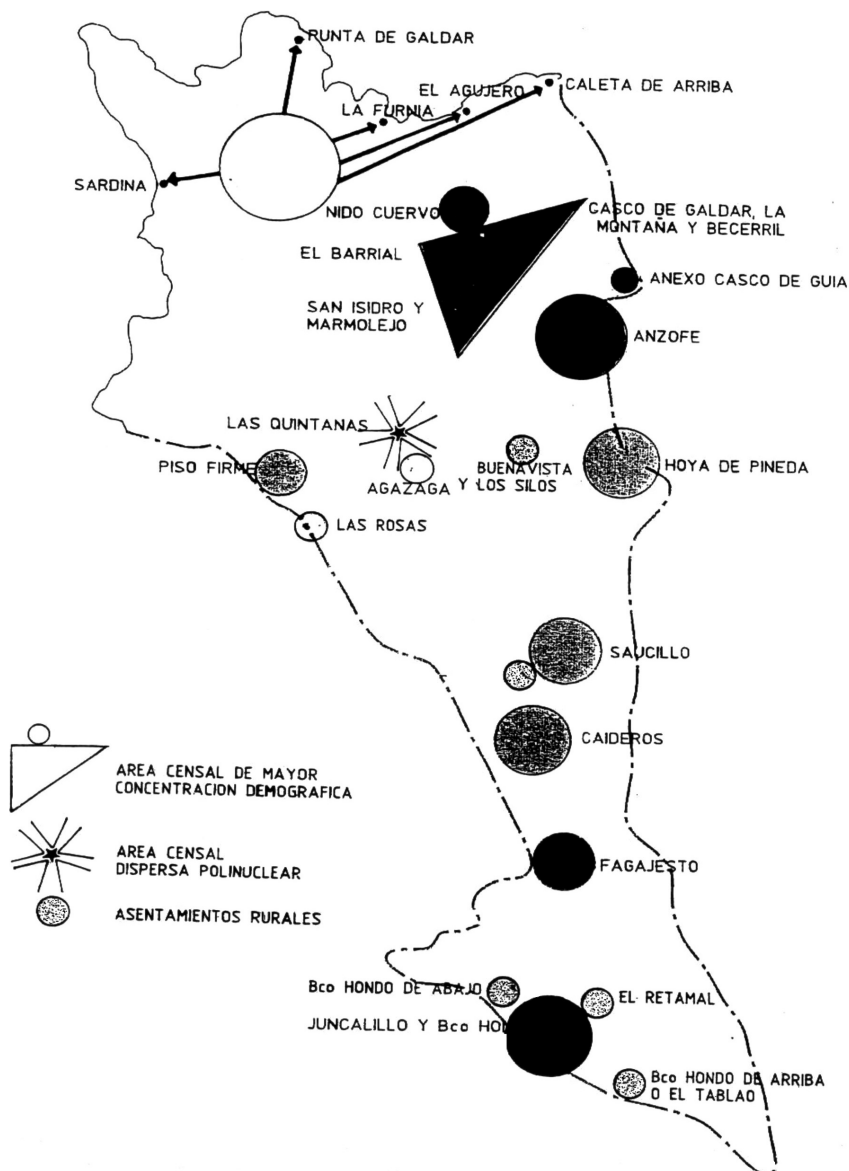 PUNTA DE GALDAR
EL AGUJERO
CALETA DE ARRIBA
LA FURNIA
SARDINA
NIDO CUERVO
CASCO DE GALDAR, LA
MONTAÑA Y BECERRIL
EL BARRIAL
ANEXO CASCO DE GUIA
SAN ISIDRO Y
MARMOLEJO
ANZOFE
LAS QUINTANAS
PISO FIRME
AGAZAGA
BUENAVISTA
Y LOS SILOS
HOYA DE PINEDA
LAS ROSAS
SAUCILLO
CAIDEROS
AREA CENSAL DE MAYOR
CONCENTRACION DEMOGRAFICA
AREA CENSAL
DISPERSA POLINUCLEAR
FAGAJESTO
ASENTAMIENTOS RURALES
Bco HONDO DE ABAJO
EL RETAMAL
JUNCALILLO Y Bco
Bco HONDO DE ARRIBA
O EL TABLAO